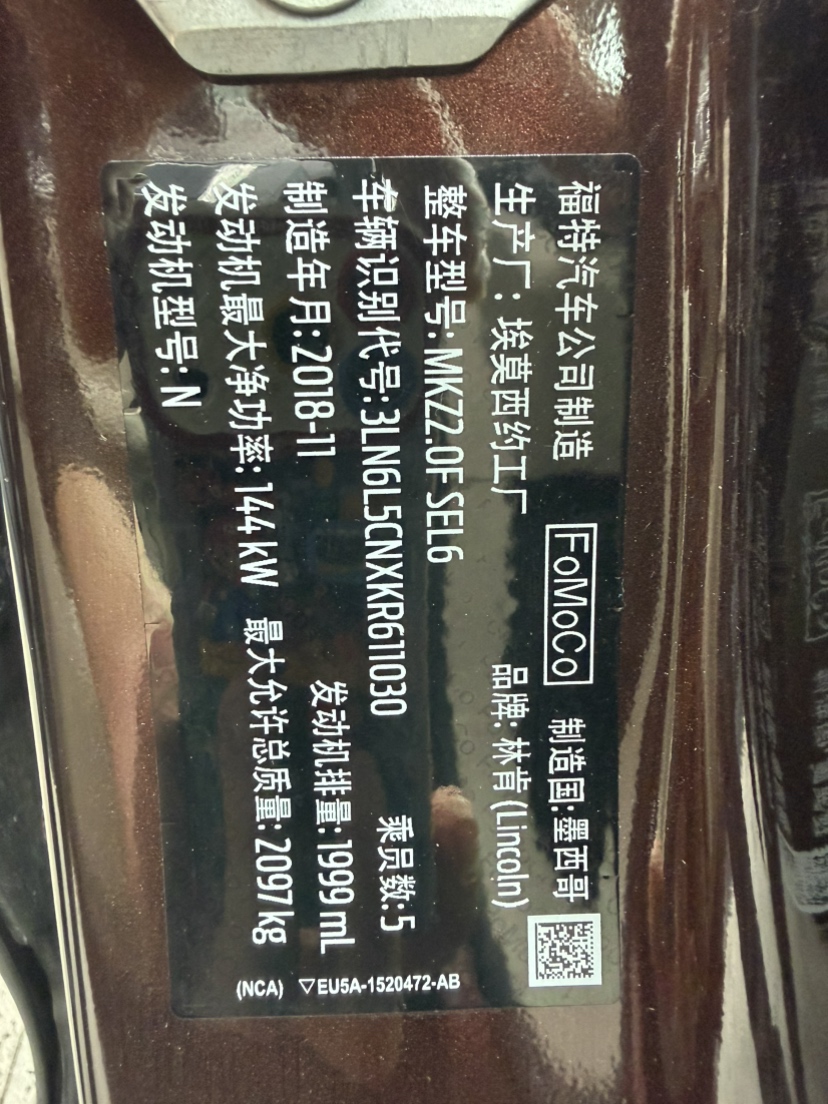 福特汽车公司制造 FoMoCo 制造国:墨西哥
生产厂:埃莫西约工厂 品牌:林肯(Lincoln)
整车型号:MKZ2.0F SEL6
车辆识别代号:3LN6L5CNXKR611030 乘员数:5
制造年月:2018-11 发动机排量:1999 mL
发动机最大净功率:144 kW 最大允许总质量:2097kg
发动机型号:N
(NCA) ▽EU5A-1520472-AB